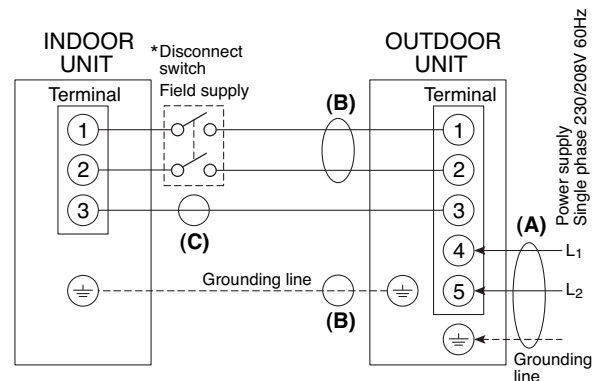 INDOOR
UNIT
*Disconnect
switch
Field supply
OUTDOOR
UNIT
Terminal
Terminal
(B)
1
1
2
2
3
3
(C)
4
5
(A)
L1
L2
Power supply
Single phase 230/208V 60Hz
Grounding line
(B)
Grounding
line